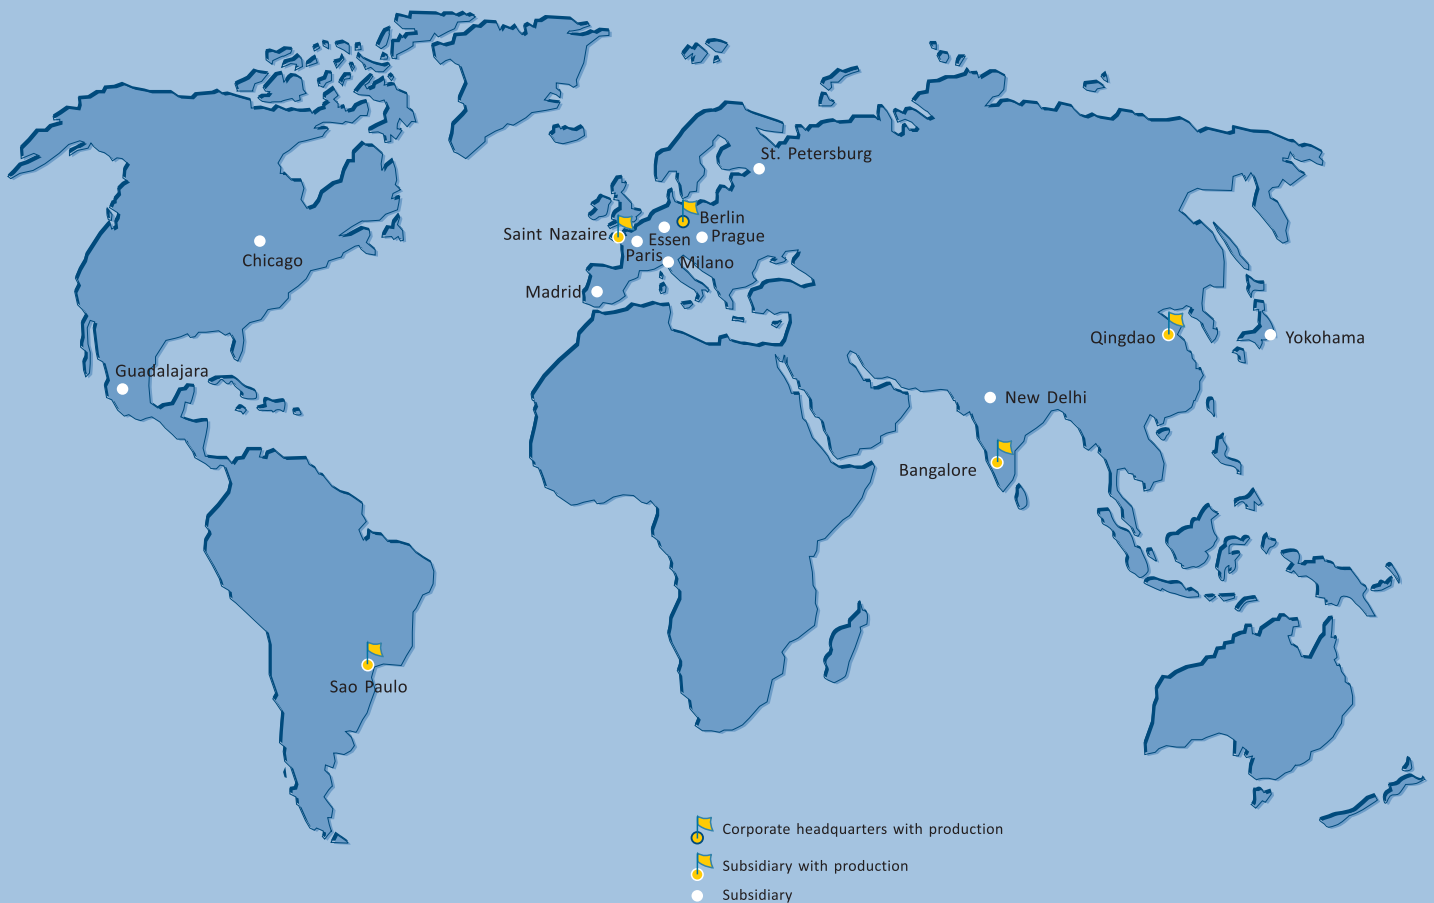 St. Petersburg
Berlin
Saint Nazaire
Essen
Prague
Paris
Milano
Chicago
Madrid
Qingdao
Yokohama
Guadalajara
New Delhi
Bangalore
Sao Paulo
Corporate headquarters with production
Subsidiary with production
Subsidiary